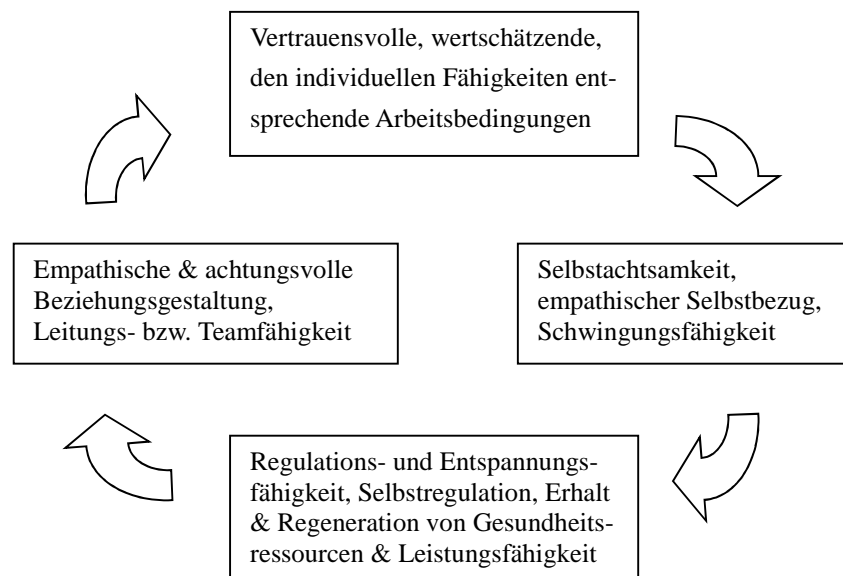 Vertrauensvolle, wertschätzende,
den individuellen Fähigkeiten ent-
sprechende Arbeitsbedingungen
Empathische & achtungsvolle
Beziehungsgestaltung,
Leitungs- bzw. Teamfähigkeit
Selbstachtsamkeit,
empathischer Selbstbezug,
Schwingungsfähigkeit
Regulations- und Entspannungs-
fähigkeit, Selbstregulation, Erhalt
& Regeneration von Gesundheits-
ressourcen & Leistungsfähigkeit